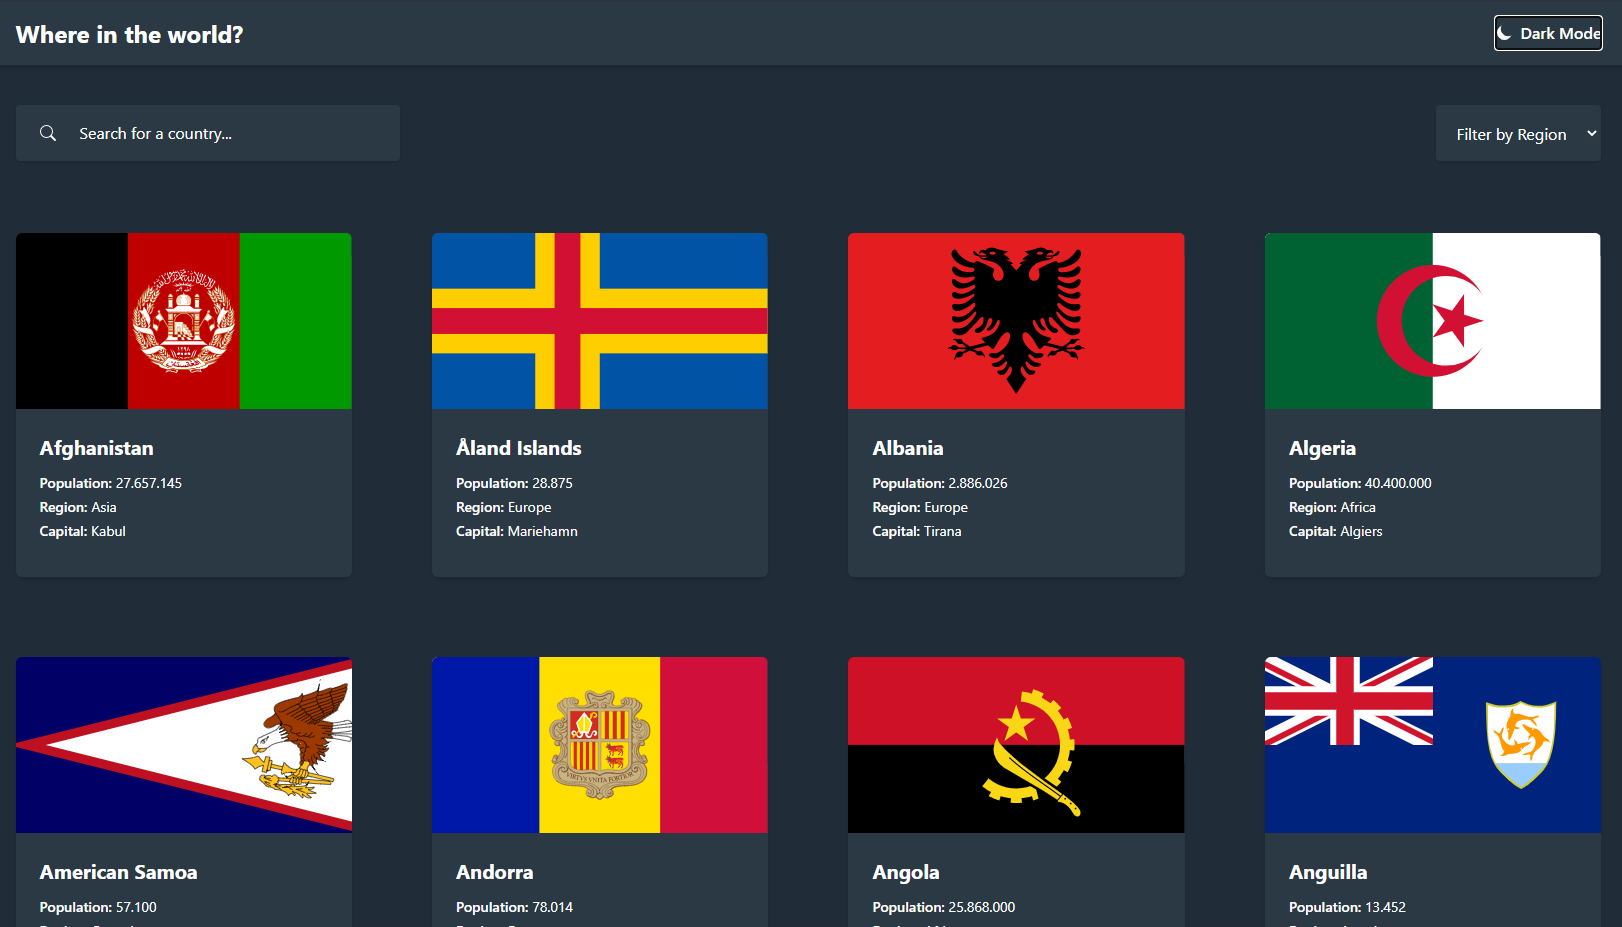 Where in the world?
Dark Mode
Search for a country...
Filter by Region
Afghanistan
Population: 27.657.145
Region: Asia
Capital: Kabul
Åland Islands
Population: 28.875
Region: Europe
Capital: Mariehamn
Albania
Population: 2.886.026
Region: Europe
Capital: Tirana
Algeria
Population: 40.400.000
Region: Africa
Capital: Algiers
VIRTVS VNITA FORTIOR
American Samoa
Population: 57.100
Andorra
Population: 78.014
Angola
Population: 25.868.000
Anguilla
Population: 13.452